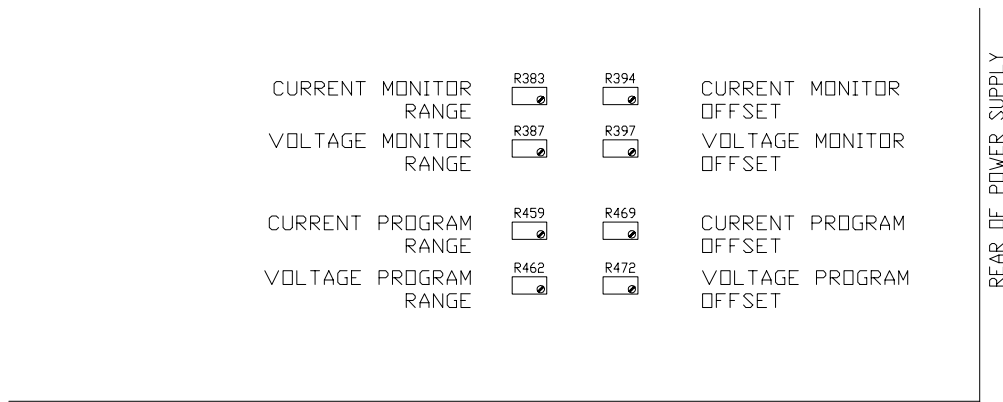 R383 R394
CURRENT MONITOR CURRENT MONITOR
RANGE OFFSET
R387 R397
VOLTAGE MONITOR VOLTAGE MONITOR
RANGE OFFSET
R459 R469
CURRENT PROGRAM CURRENT PROGRAM
RANGE OFFSET
R462 R472
VOLTAGE PROGRAM VOLTAGE PROGRAM
RANGE OFFSET
REAR OF POWER SUPPLY